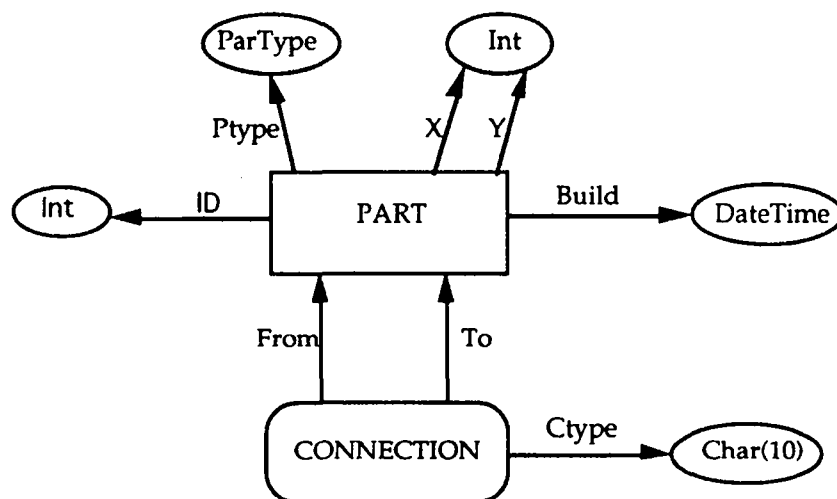 ParType
Int
Ptype
X
Y
Int
ID
PART
Build
DateTime
From
To
CONNECTION
Ctype
Char(10)